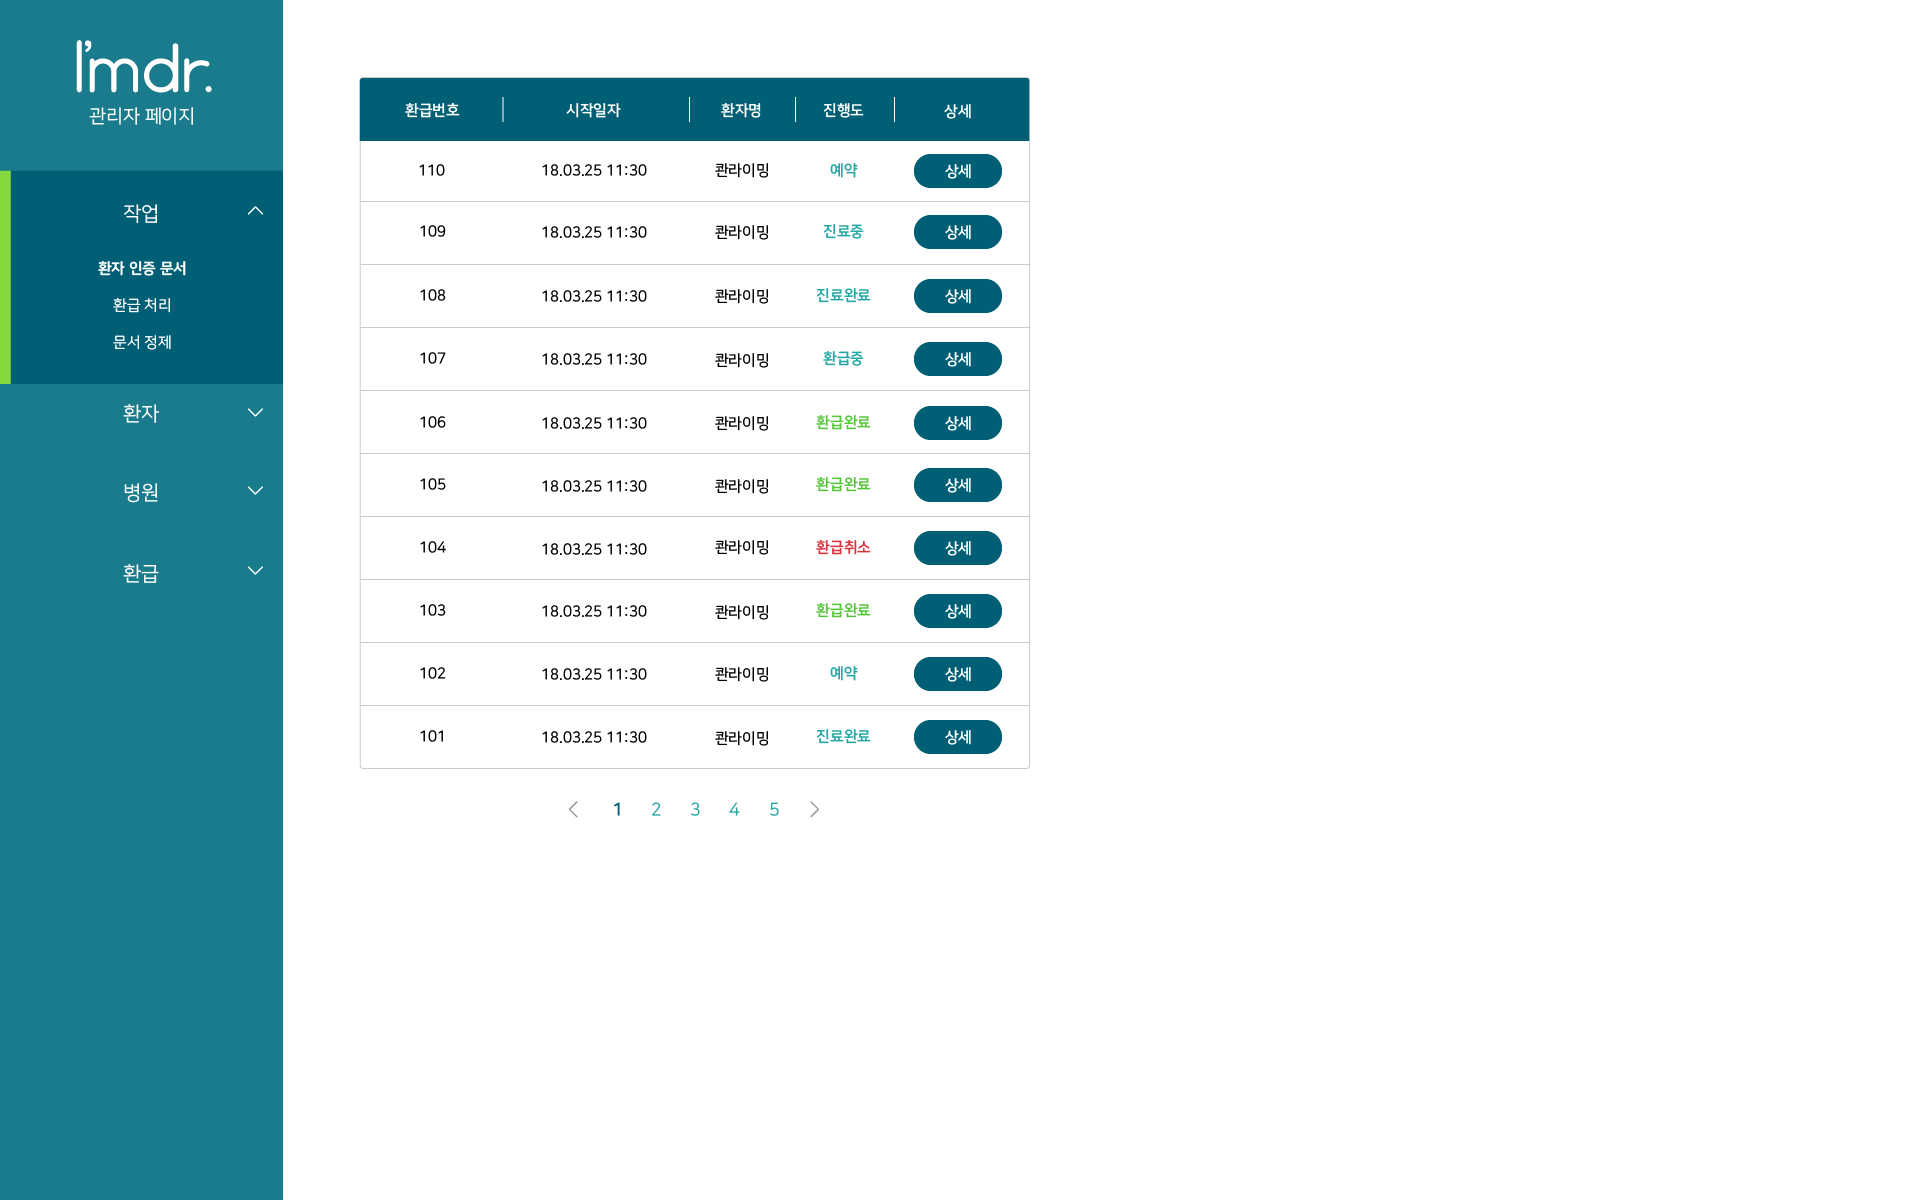 I'mdr.
관리자 페이지
작업
환자 인증 문서
환급 처리
문서 정제
환자
병원
환급
환급번호 시작일자 환자명 진행도 상세
110 18.03.25 11:30 콴라이밍 예약 상세
109 18.03.25 11:30 콴라이밍 진료중 상세
108 18.03.25 11:30 콴라이밍 진료완료 상세
107 18.03.25 11:30 콴라이밍 환급중 상세
106 18.03.25 11:30 콴라이밍 환급완료 상세
105 18.03.25 11:30 콴라이밍 환급완료 상세
104 18.03.25 11:30 콴라이밍 환급취소 상세
103 18.03.25 11:30 콴라이밍 환급완료 상세
102 18.03.25 11:30 콴라이밍 예약 상세
101 18.03.25 11:30 콴라이밍 진료완료 상세
1 2 3 4 5